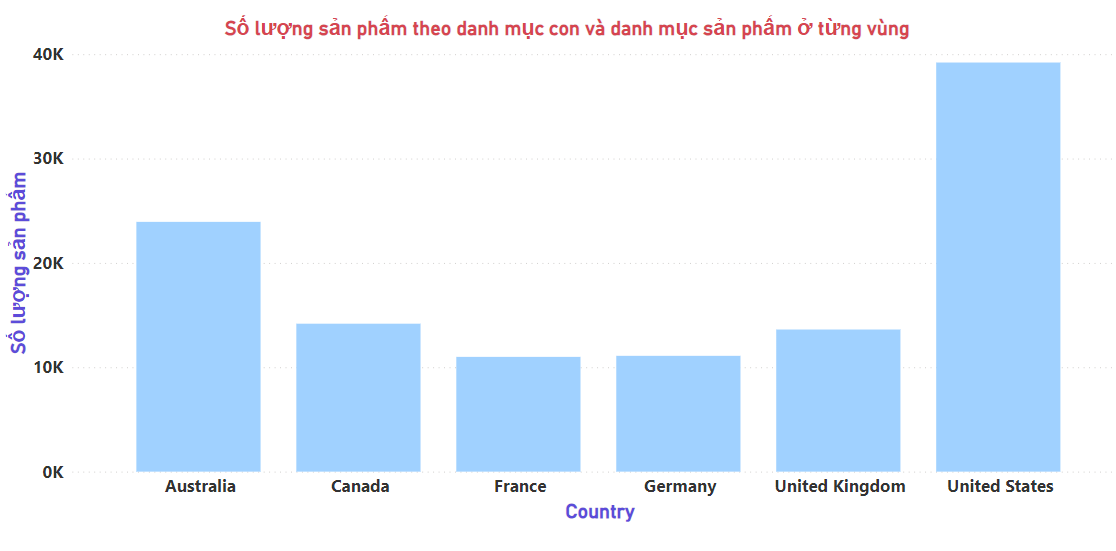 Số lượng sản phẩm theo danh mục con và danh mục sản phẩm ở từng vùng
Số lượng sản phẩm
40K
30K
20K
10K
0K
Australia
Canada
France
Germany
United Kingdom
United States
Country